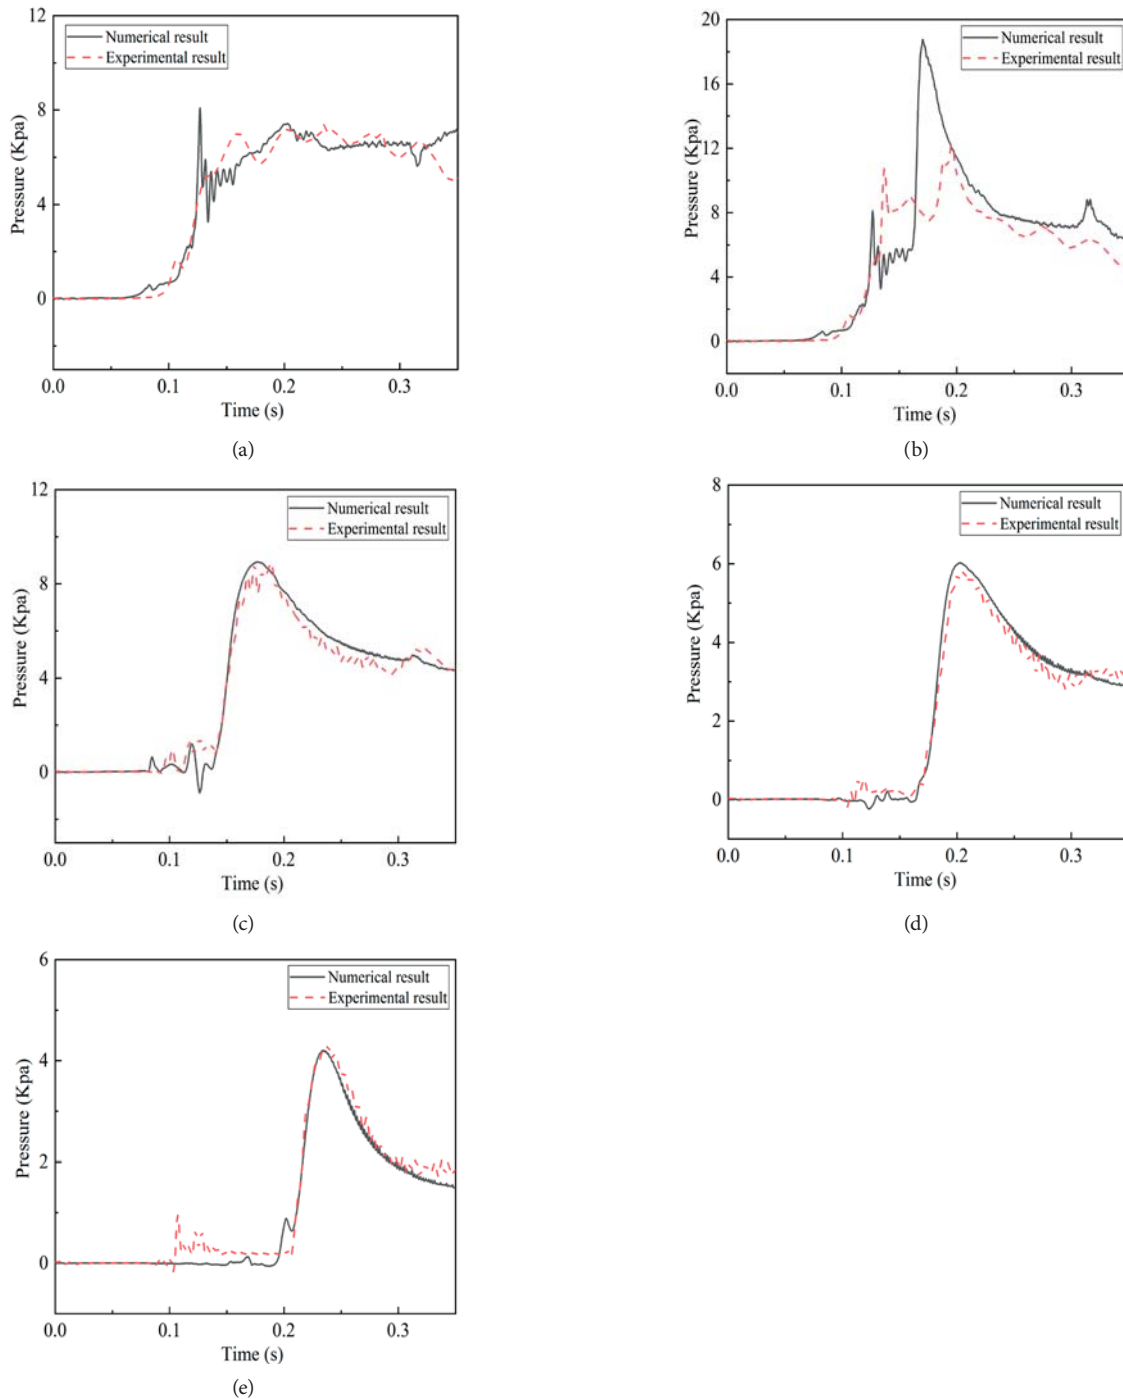 12
8
4
0
Pressure (Kpa)
Numerical result
Experimental result
0.0 0.1 0.2 0.3
Time (s)
(a)
20
16
12
8
4
0
Pressure (Kpa)
Numerical result
Experimental result
0.0 0.1 0.2 0.3
Time (s)
(b)
12
8
4
0
Pressure (Kpa)
Numerical result
Experimental result
0.0 0.1 0.2 0.3
Time (s)
(c)
8
6
4
2
0
Pressure (Kpa)
Numerical result
Experimental result
0.0 0.1 0.2 0.3
Time (s)
(d)
6
4
2
0
Pressure (Kpa)
Numerical result
Experimental result
0.0 0.1 0.2 0.3
Time (s)
(e)